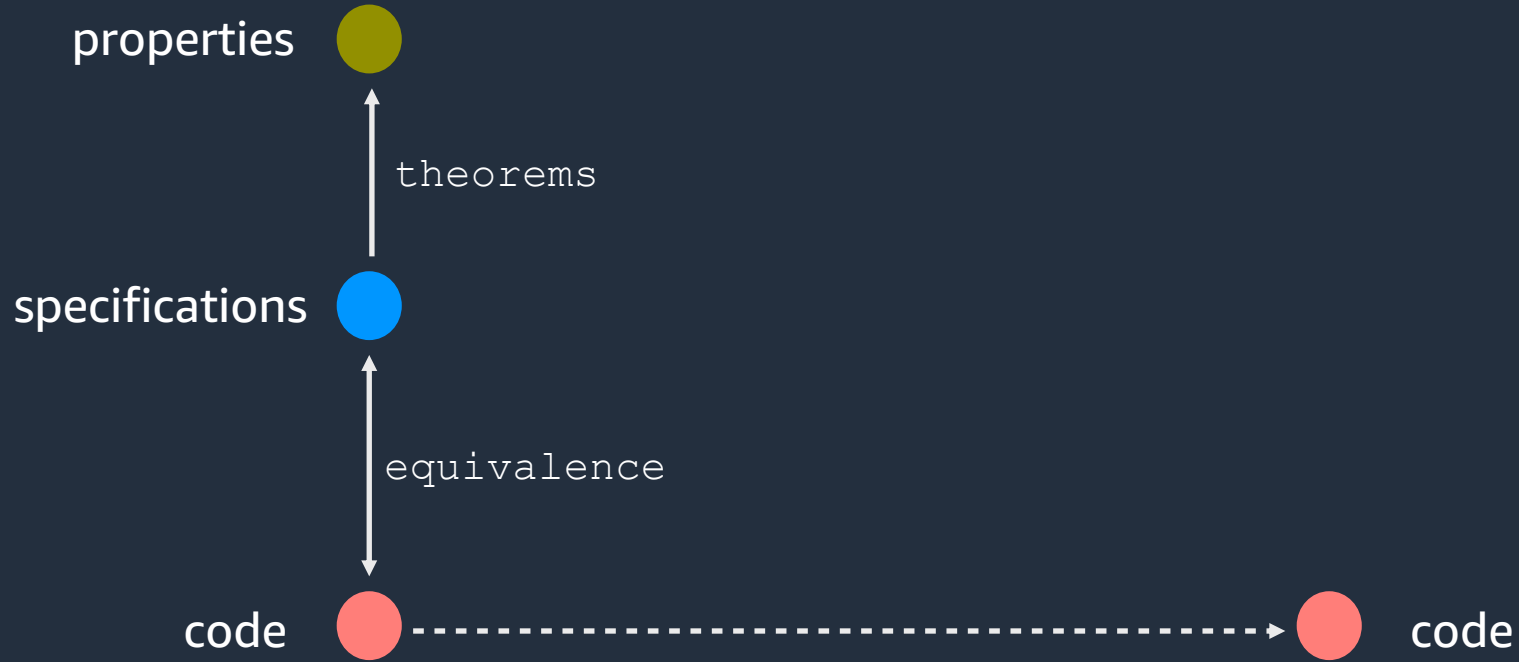 properties
theorems
specifications
equivalence
code
code